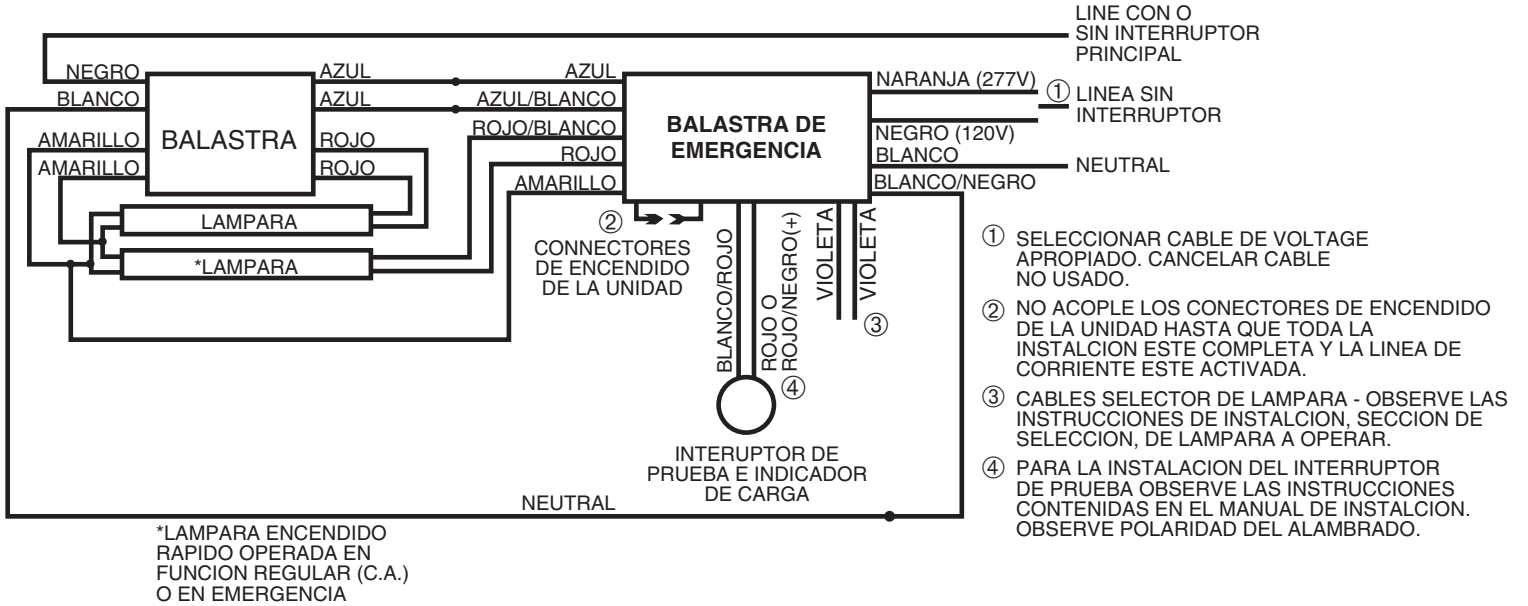 LINE CON O
SIN INTERRUPTOR
PRINCIPAL
NEGRO
BLANCO
AMARILLO
AMARILLO
BALASTRA
AZUL
AZUL
ROJO
ROJO
AZUL
AZUL/BLANCO
ROJO/BLANCO
ROJO
AMARILLO
BALASTRA DE
EMERGENCIA
NARANJA (277V)
NEGRO (120V)
BLANCO
BLANCO/NEGRO
① LINEA SIN
INTERRUPTOR
NEUTRAL
LAMPARA
*LAMPARA
②
CONNECTORES
DE ENCENDIDO
DE LA UNIDAD
BLANCO/ROJO
ROJO O
ROJO/NEGRO(+)
VIOLETA
VIOLETA
③
④
INTERUPTOR DE
PRUEBA E INDICADOR
DE CARGA
NEUTRAL
*LAMPARA ENCENDIDO
RAPIDO OPERADA EN
FUNCION REGULAR (C.A.)
O EN EMERGENCIA
① SELECCIONAR CABLE DE VOLTAGE
APROPIADO. CANCELAR CABLE
NO USADO.
② NO ACOPLE LOS CONECTORES DE ENCENDIDO
DE LA UNIDAD HASTA QUE TODA LA
INSTALCION ESTE COMPLETA Y LA LINEA DE
CORRIENTE ESTE ACTIVADA.
③ CABLES SELECTOR DE LAMPARA - OBSERVE LAS
INSTRUCCIONES DE INSTALCION, SECCION DE
SELECCION, DE LAMPARA A OPERAR.
④ PARA LA INSTALACION DEL INTERRUPTOR
DE PRUEBA OBSERVE LAS INSTRUCCIONES
CONTENIDAS EN EL MANUAL DE INSTALCION.
OBSERVE POLARIDAD DEL ALAMBRADO.